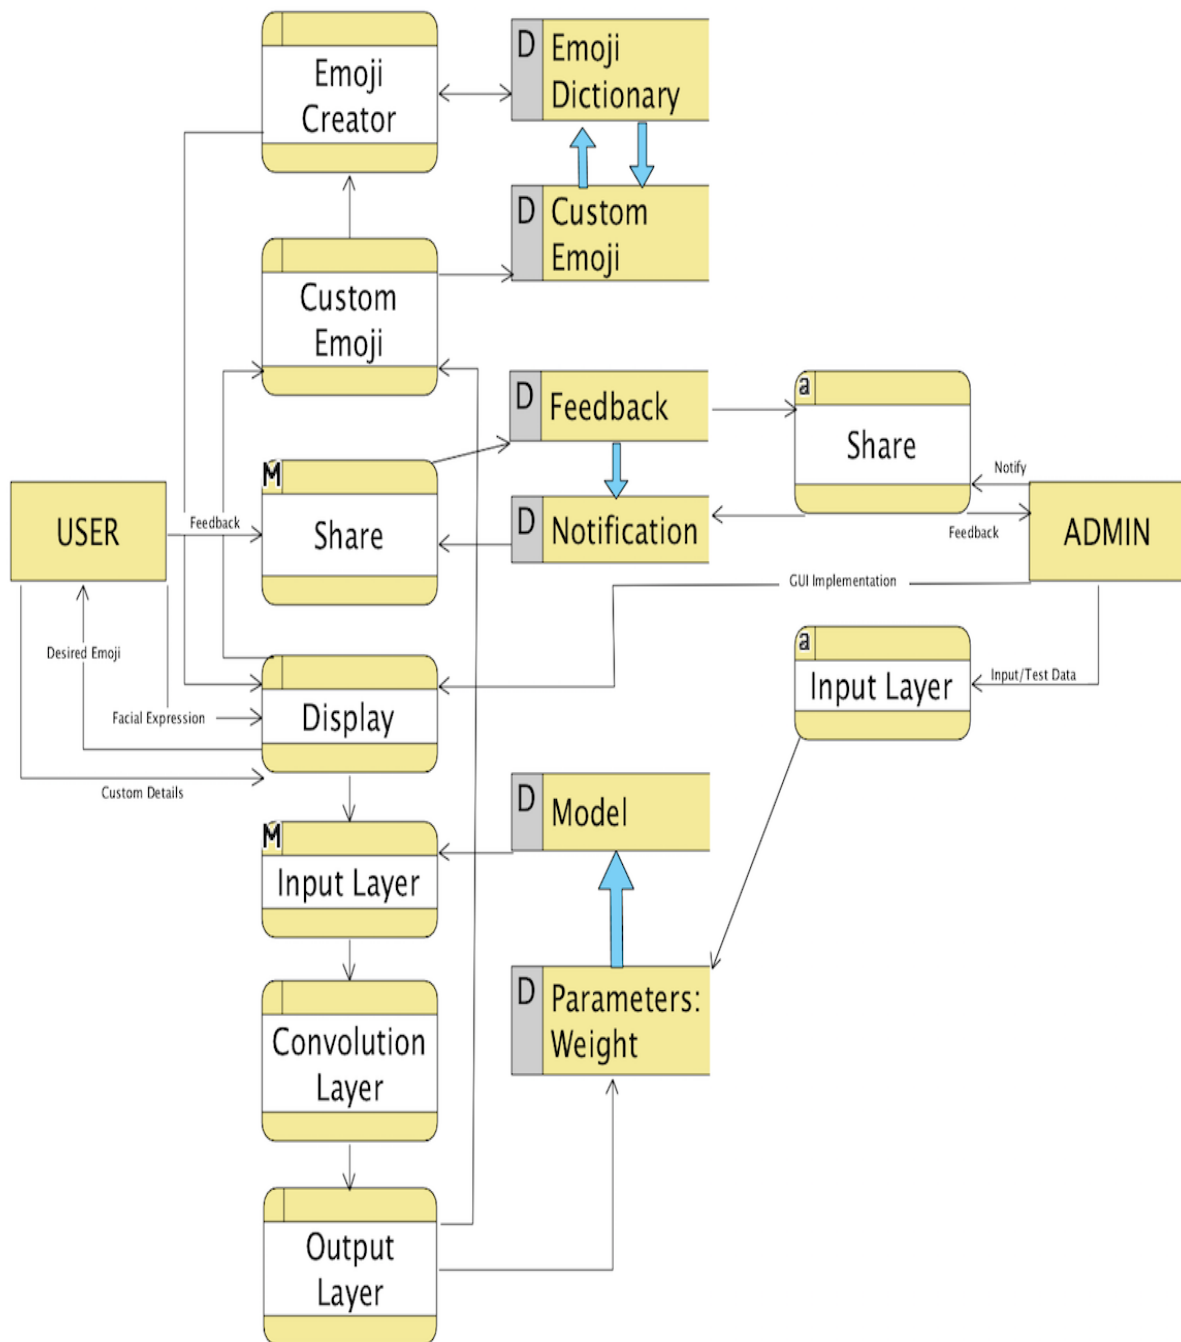 Emoji
Creator
D
Emoji
Dictionary
Custom
Emoji
D
Custom
Emoji
D
Feedback
a
Share
M
Share
D
Notification
USER
Feedback
Notify
Feedback
ADMIN
GUI Implementation
Desired Emoji
Facial Expression
Custom Details
Display
a
Input Layer
Input/Test Data
M
Input Layer
D
Model
Convolution
Layer
D
Parameters:
Weight
Output
Layer